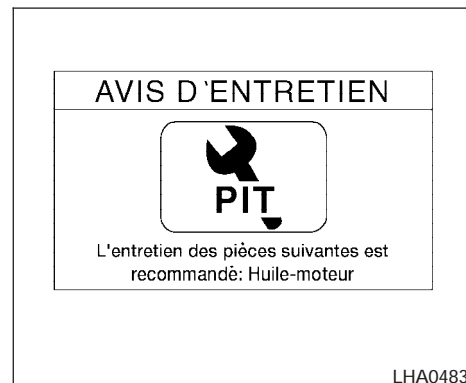 AVIS D'ENTRETIEN
PIT
L'entretien des pièces suivantes est
recommandé: Huile-moteur
LHA0483